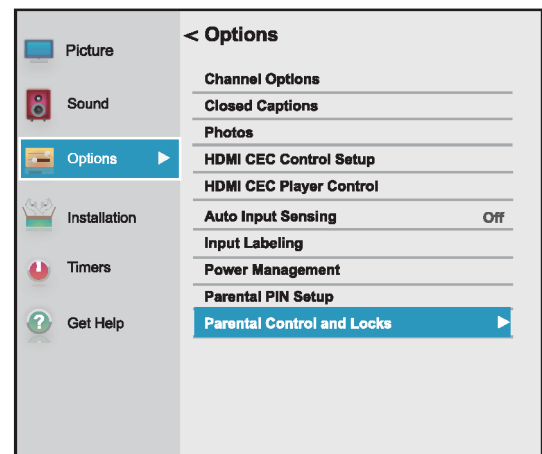 Picture
Sound
Options
Installation
Timers
Get Help
< Options
Channel Options
Closed Captions
Photos
HDMI CEC Control Setup
HDMI CEC Player Control
Auto Input Sensing Off
Input Labeling
Power Management
Parental PIN Setup
Parental Control and Locks